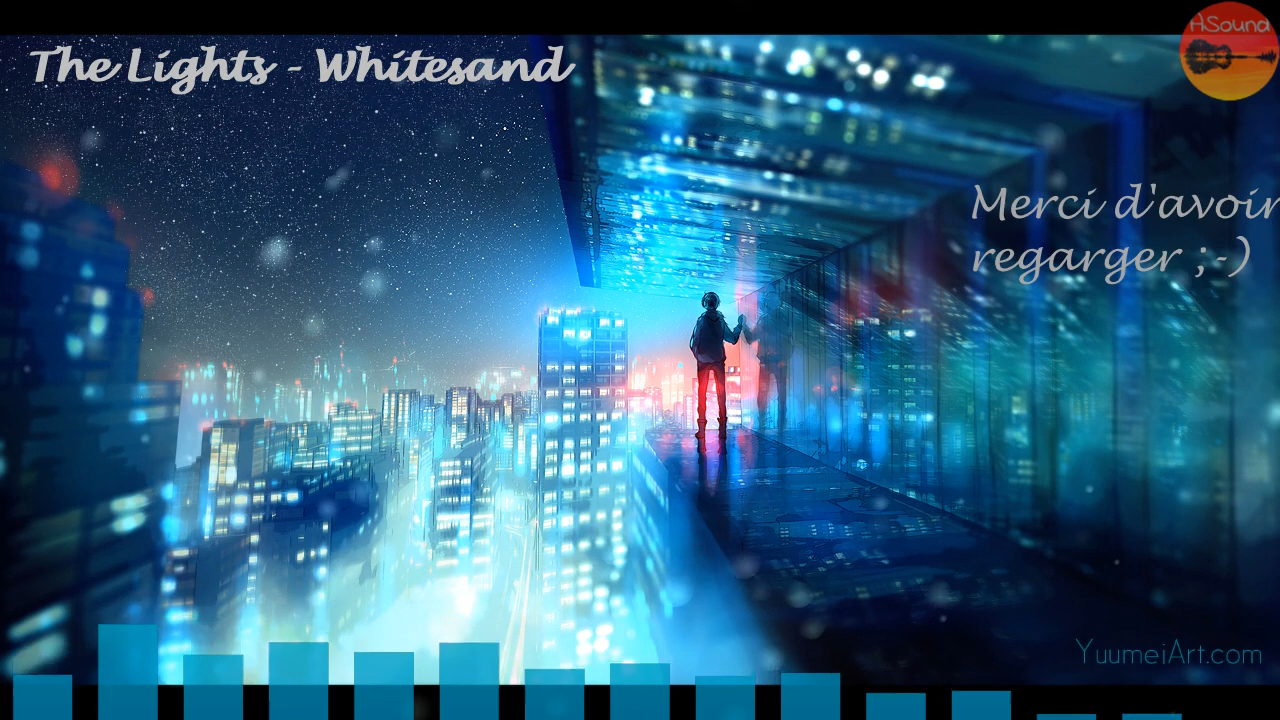 The Lights - Whitesand
HSound
Merci d'avoir
regarger ;-)
YuumeiArt.com